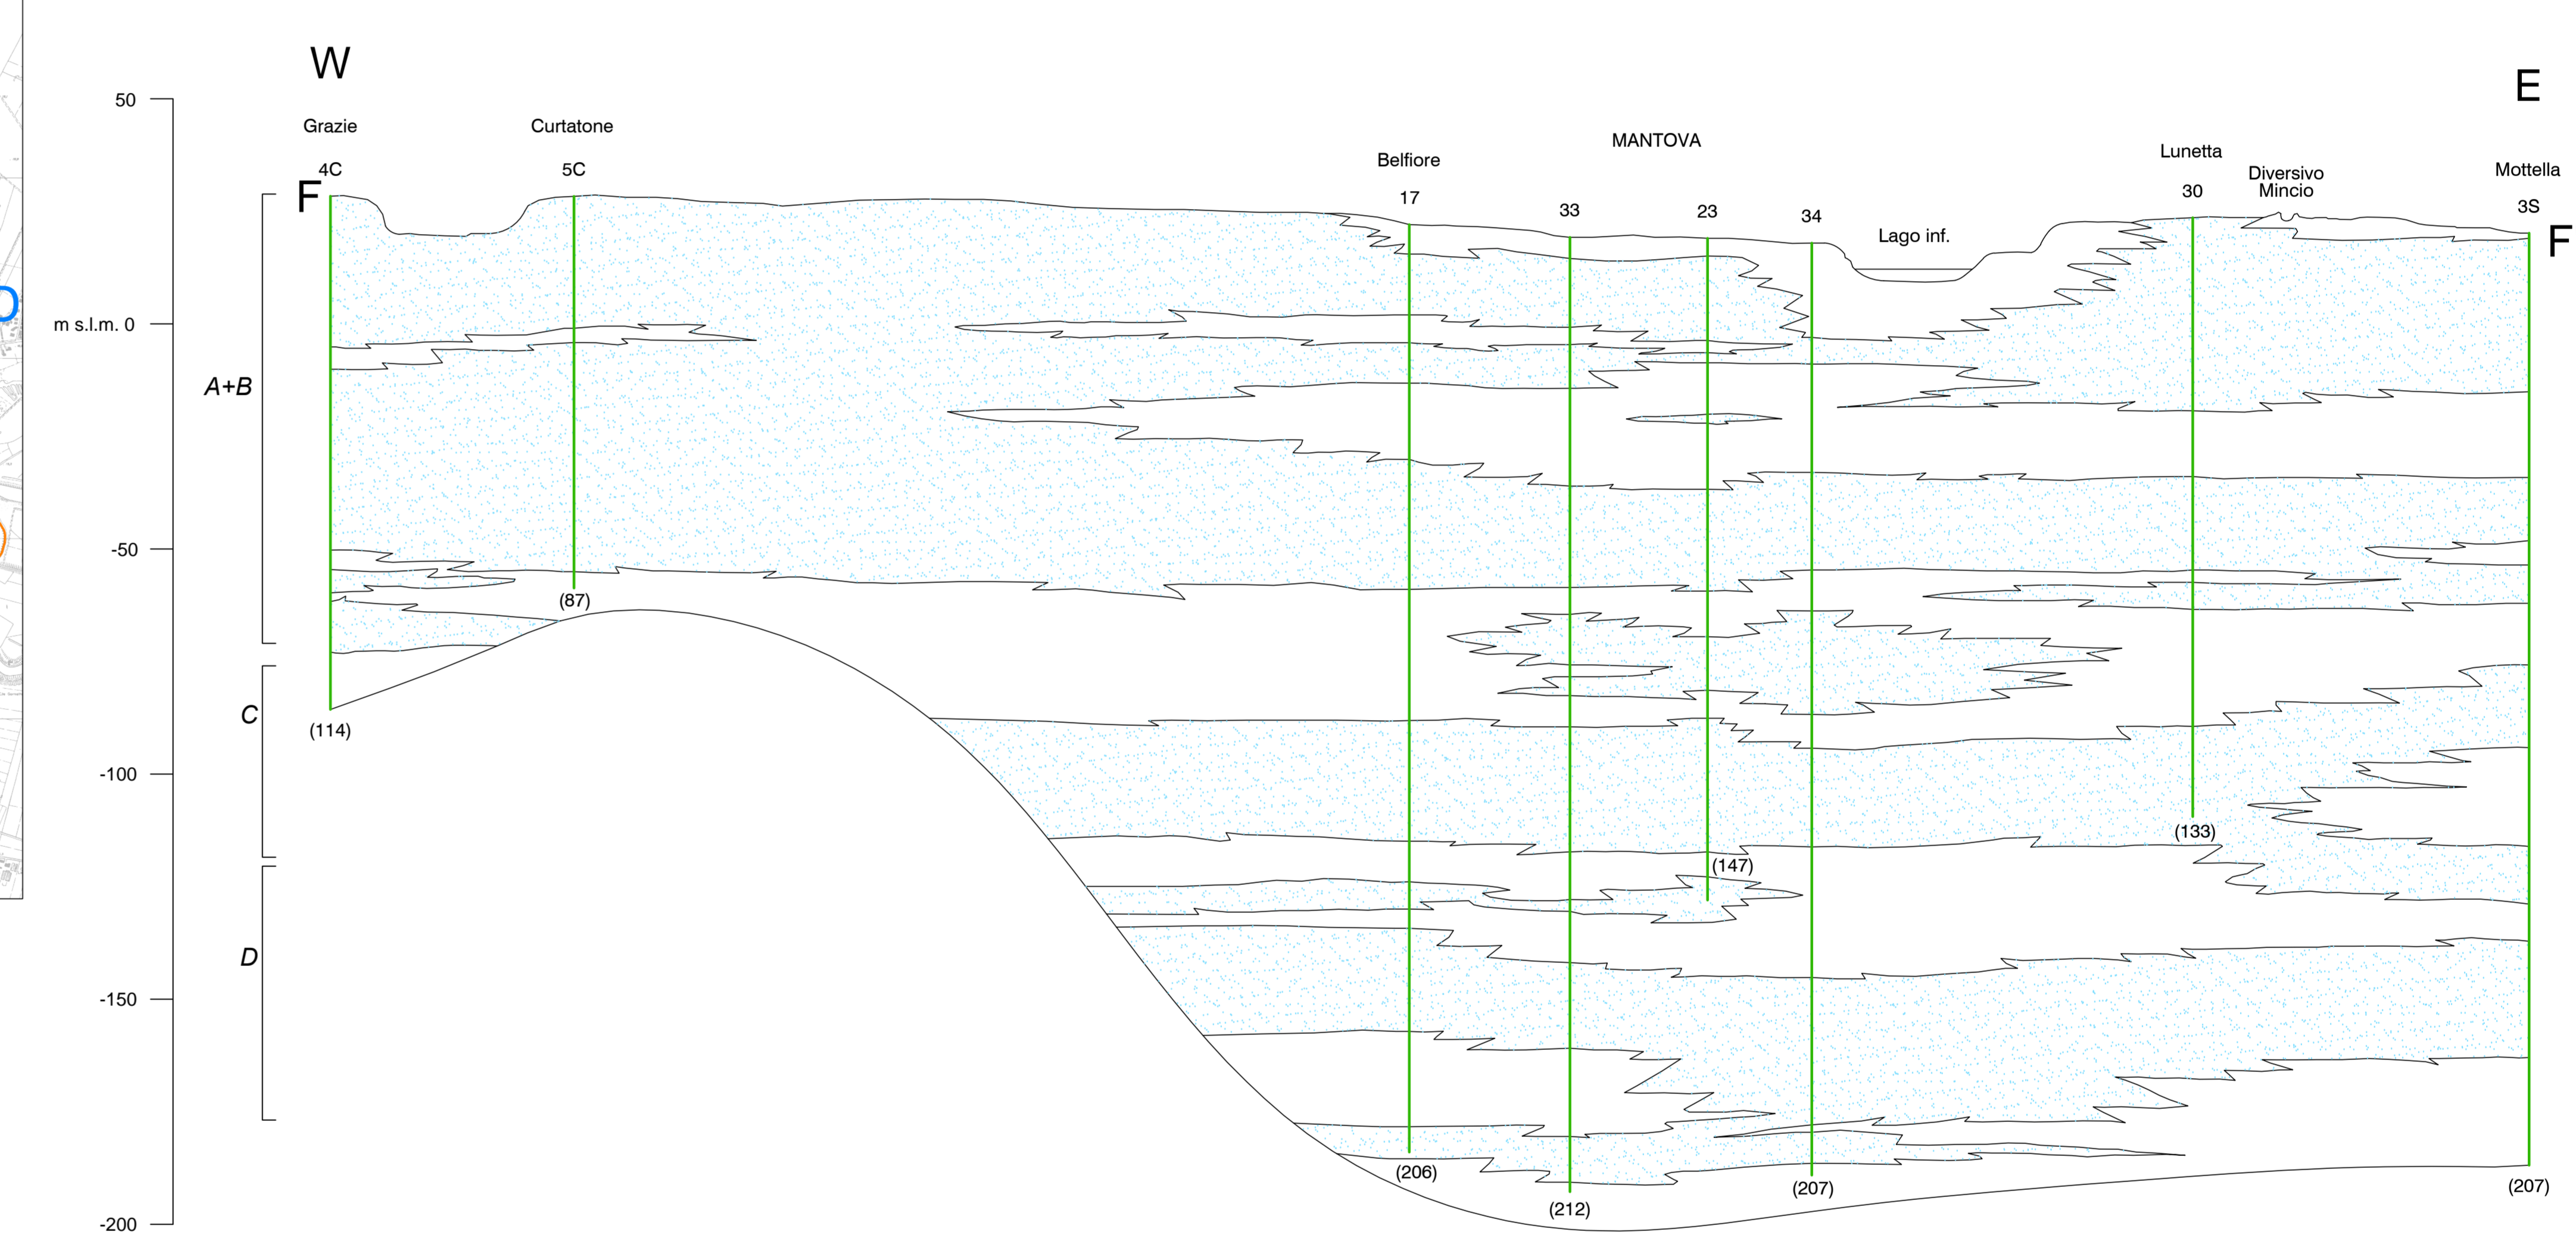 W
E
50
Grazie
Curtatone
MANTOVA
Belfiore
Lunetta
Diversivo
Mincio
Mottella
4C
5C
17
33
23
34
30
3S
F
F
Lago inf.
m s.l.m. 0
A+B
-50
(87)
C
(114)
-100
(133)
(147)
D
-150
(206)
(207)
(207)
(212)
-200